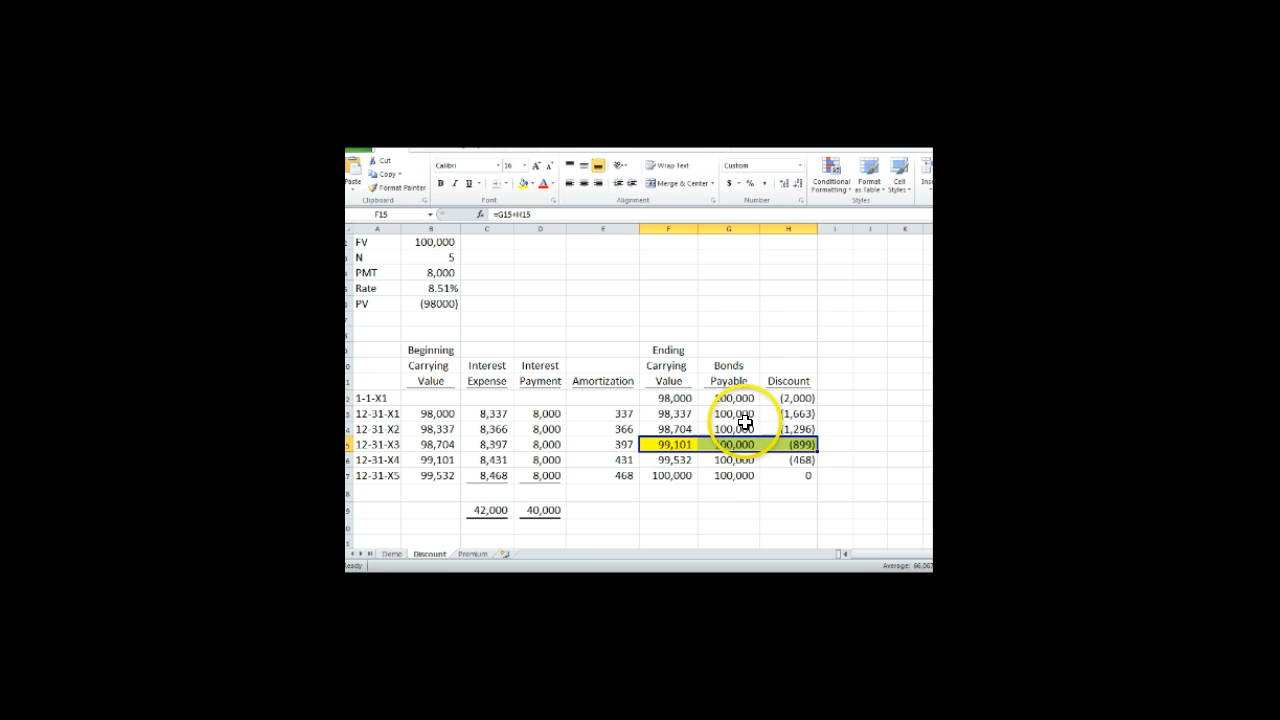 Cut
Copy
Format Painter
Paste
Clipboard
Calibri 16 A A
B I U A
Font
Wrap Text
Merge & Center
Alignment
Custom
$ % ,
Number
Conditional Formatting
Format as Table
Cell Styles
Styles
F15 fx =G15+H15
A B C D E F G H I J K
FV 100,000
N 5
PMT 8,000
Rate 8.51%
PV (98000)
Beginning Ending
Carrying Interest Interest Carrying Bonds
Value Expense Payment Amortization Value Payable Discount
1-1-X1 98,000 100,000 (2,000)
12-31-X1 98,000 8,337 8,000 337 98,337 100,000 (1,663)
12-31-X2 98,337 8,366 8,000 366 98,704 100,000 (1,296)
12-31-X3 98,704 8,397 8,000 397 99,101 100,000 (899)
12-31-X4 99,101 8,431 8,000 431 99,532 100,000 (468)
12-31-X5 99,532 8,468 8,000 468 100,000 100,000 0
42,000 40,000
Demo Discount Premium
Average: 66,067